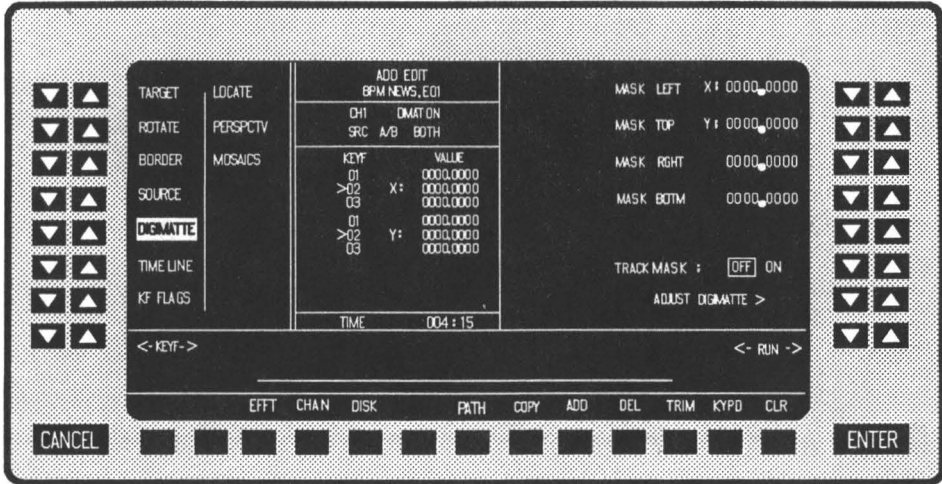 TARGET
ROTATE
BORDER
SOURCE
DIGIMATTE
TIME LINE
KF FLAGS
LOCATE
PERSPCTV
MOSAICS
ADD EDIT
BPM NEWS,E01
CH1 DMAT ON
SRC A/B BOTH
KEYF VALUE
01 0000.0000
>02 X: 0000.0000
03 0000.0000
01 0000.0000
>02 Y: 0000.0000
03 0000.0000
TIME 004:15
MASK LEFT X: 0000.0000
MASK TOP Y: 0000.0000
MASK RGHT 0000.0000
MASK BOTM 0000.0000
TRACK MASK : OFF ON
ADJUST DIGIMATTE >
<- KEYF-> <- RUN ->
EFFT CHAN DISK PATH COPY ADD DEL TRIM KYPD CLR
CANCEL ENTER